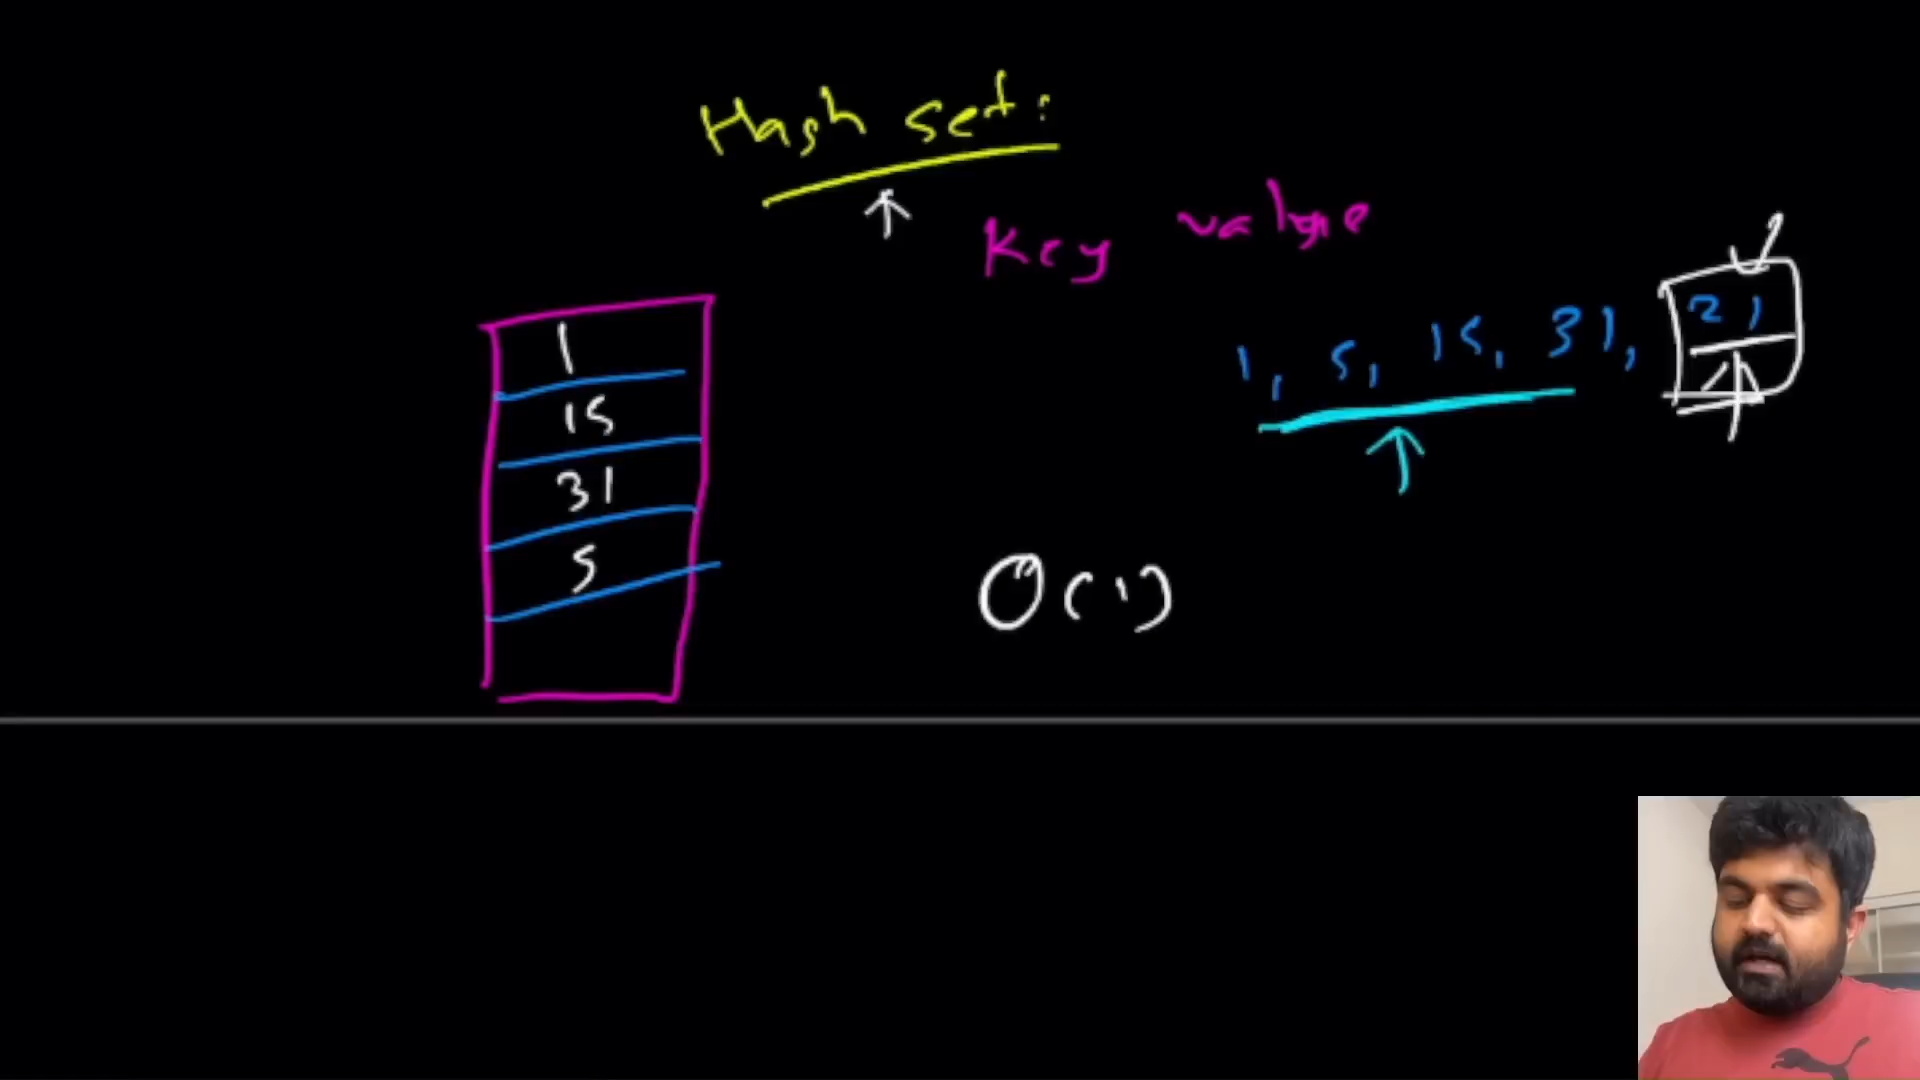 Hash set:
Key value
1
1, 5, 15, 31, 21
15
31
5
O(1)